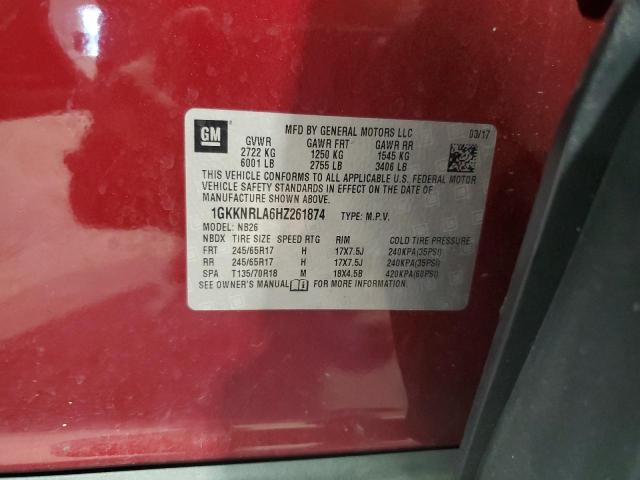 GM
MFD BY GENERAL MOTORS LLC 03/17
GVWR GAWR FRT GAWR RR
2722 KG 1250 KG 1545 KG
6001 LB 2755 LB 3406 LB
THIS VEHICLE CONFORMS TO ALL APPLICABLE U.S. FEDERAL MOTOR
VEHICLE SAFETY STANDARDS IN EFFECT ON THE DATE OF
MANUFACTURE SHOWN ABOVE.
1GKKNRLA6HZ261874 TYPE: M.P.V.
MODEL: NB26
NBDX TIRE SIZE SPEED RTG RIM COLD TIRE PRESSURE
FRT 245/65R17 H 17X7.5J 240KPA(35PSI)
RR 245/65R17 H 17X7.5J 240KPA(35PSI)
SPA T135/70R18 M 18X4.5B 420KPA(60PSI)
SEE OWNER'S MANUAL FOR MORE INFORMATION.